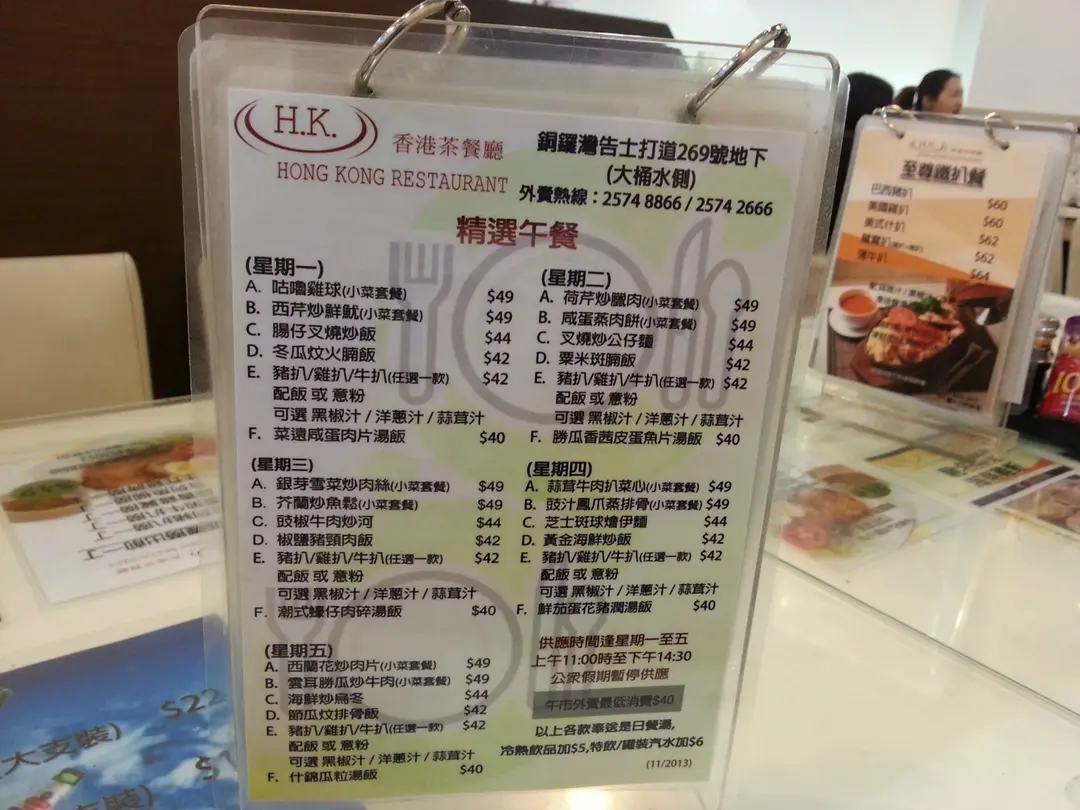 H.K.
香港茶餐廳
HONG KONG RESTAURANT
銅鑼灣告士打道269號地下
(大桶水側)
外賣熱線：2574 8866 / 2574 2666
精選午餐
(星期一)
A. 咕嚕雞球(小菜套餐) $49
B. 西芹炒鮮魷(小菜套餐) $49
C. 腸仔叉燒炒飯 $44
D. 冬瓜炆火腩飯 $42
E. 豬扒/雞扒/牛扒(任選一款) $42
配飯 或 意粉
可選 黑椒汁 / 洋蔥汁 / 蒜茸汁
F. 菜遠咸蛋肉片湯飯 $40
(星期二)
A. 荷芹炒臘肉(小菜套餐) $49
B. 咸蛋蒸肉餅(小菜套餐) $49
C. 叉燒炒公仔麵 $44
D. 粟米斑腩飯 $42
E. 豬扒/雞扒/牛扒(任選一款) $42
配飯 或 意粉
可選 黑椒汁 / 洋蔥汁 / 蒜茸汁
F. 勝瓜香茜皮蛋魚片湯飯 $40
(星期三)
A. 銀芽雪菜炒肉絲(小菜套餐) $49
B. 芥蘭炒魚鬆(小菜套餐) $49
C. 豉椒牛肉炒河 $44
D. 椒鹽豬頸肉飯 $42
E. 豬扒/雞扒/牛扒(任選一款) $42
配飯 或 意粉
可選 黑椒汁 / 洋蔥汁 / 蒜茸汁
F. 潮式蠔仔肉碎湯飯 $40
(星期四)
A. 蒜茸牛肉扒菜心(小菜套餐) $49
B. 豉汁鳳爪蒸排骨(小菜套餐) $49
C. 芝士斑球燴伊麵 $44
D. 黃金海鮮炒飯 $42
E. 豬扒/雞扒/牛扒(任選一款) $42
配飯 或 意粉
可選 黑椒汁 / 洋蔥汁 / 蒜茸汁
F. 鮮茄蛋花豬潤湯飯 $40
(星期五)
A. 西蘭花炒肉片(小菜套餐) $49
B. 雲耳勝瓜炒牛肉(小菜套餐) $49
C. 海鮮炒烏冬 $44
D. 節瓜炆排骨飯 $42
E. 豬扒/雞扒/牛扒(任選一款) $42
配飯 或 意粉
可選 黑椒汁 / 洋蔥汁 / 蒜茸汁
F. 什錦瓜粒湯飯 $40
供應時間逢星期一至五
上午11:00時至下午14:30
公眾假期暫停供應
午市外賣最低消費$40
以上各款奉送是日餐湯,
冷熱飲品加$5,特飲/罐裝汽水加$6
(11/2013)
至尊鐵扒餐
巴西豬扒 $60
美國雞扒 $60
美式什扒 $62
$62
薄牛扒 $64
$22
大支裝)